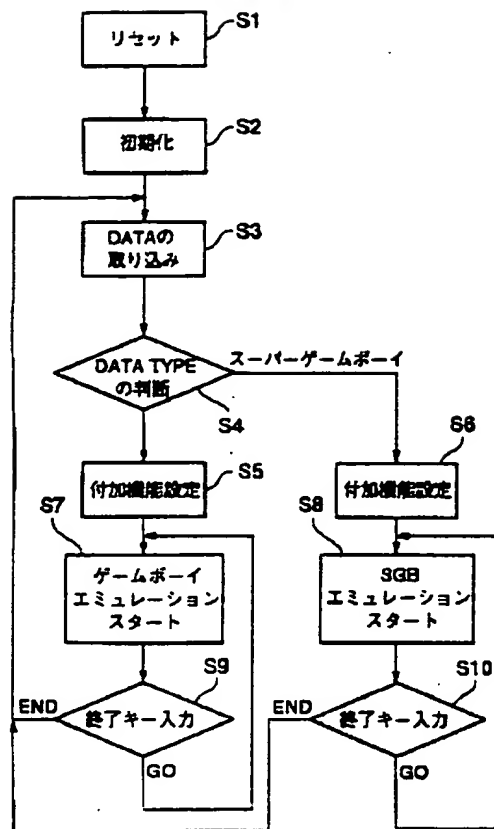 リセット
S1
初期化
S2
DATAの
取り込み
S3
DATA TYPE
の判断
スーパーゲームボーイ
S4
付加機能設定
S5
付加機能設定
S6
S7
ゲームボーイ
エミュレーション
スタート
S8
SGB
エミュレーション
スタート
S9
END
終了キー入力
GO
S10
END
終了キー入力
GO